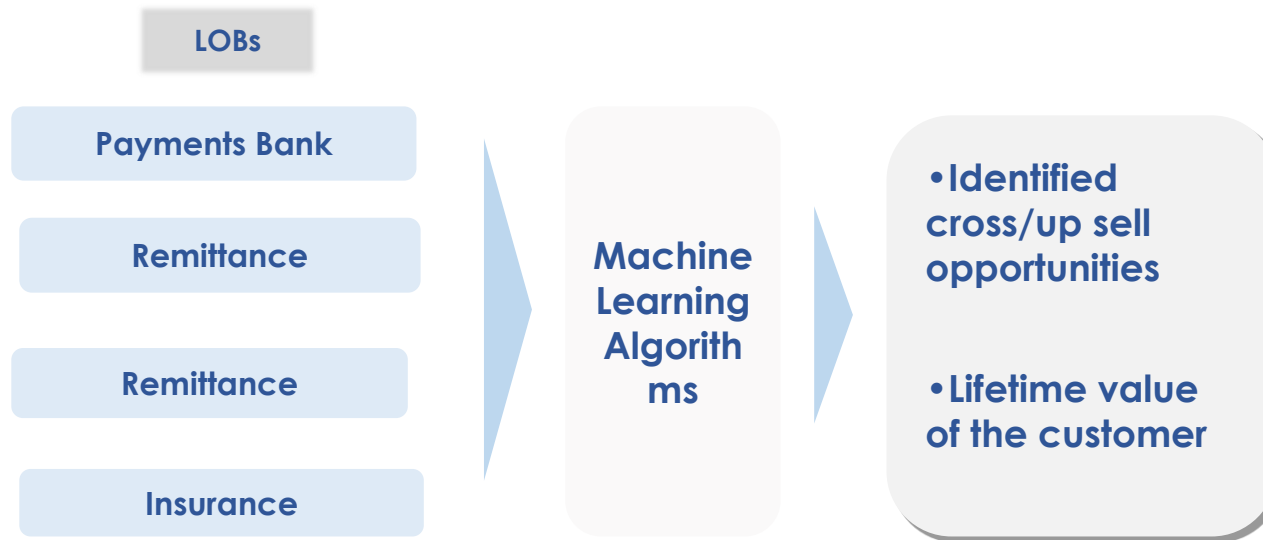 LOBs
Payments Bank
Remittance
Remittance
Insurance
Machine
Learning
Algorith
ms
•Identified
cross/up sell
opportunities
•Lifetime value
of the customer